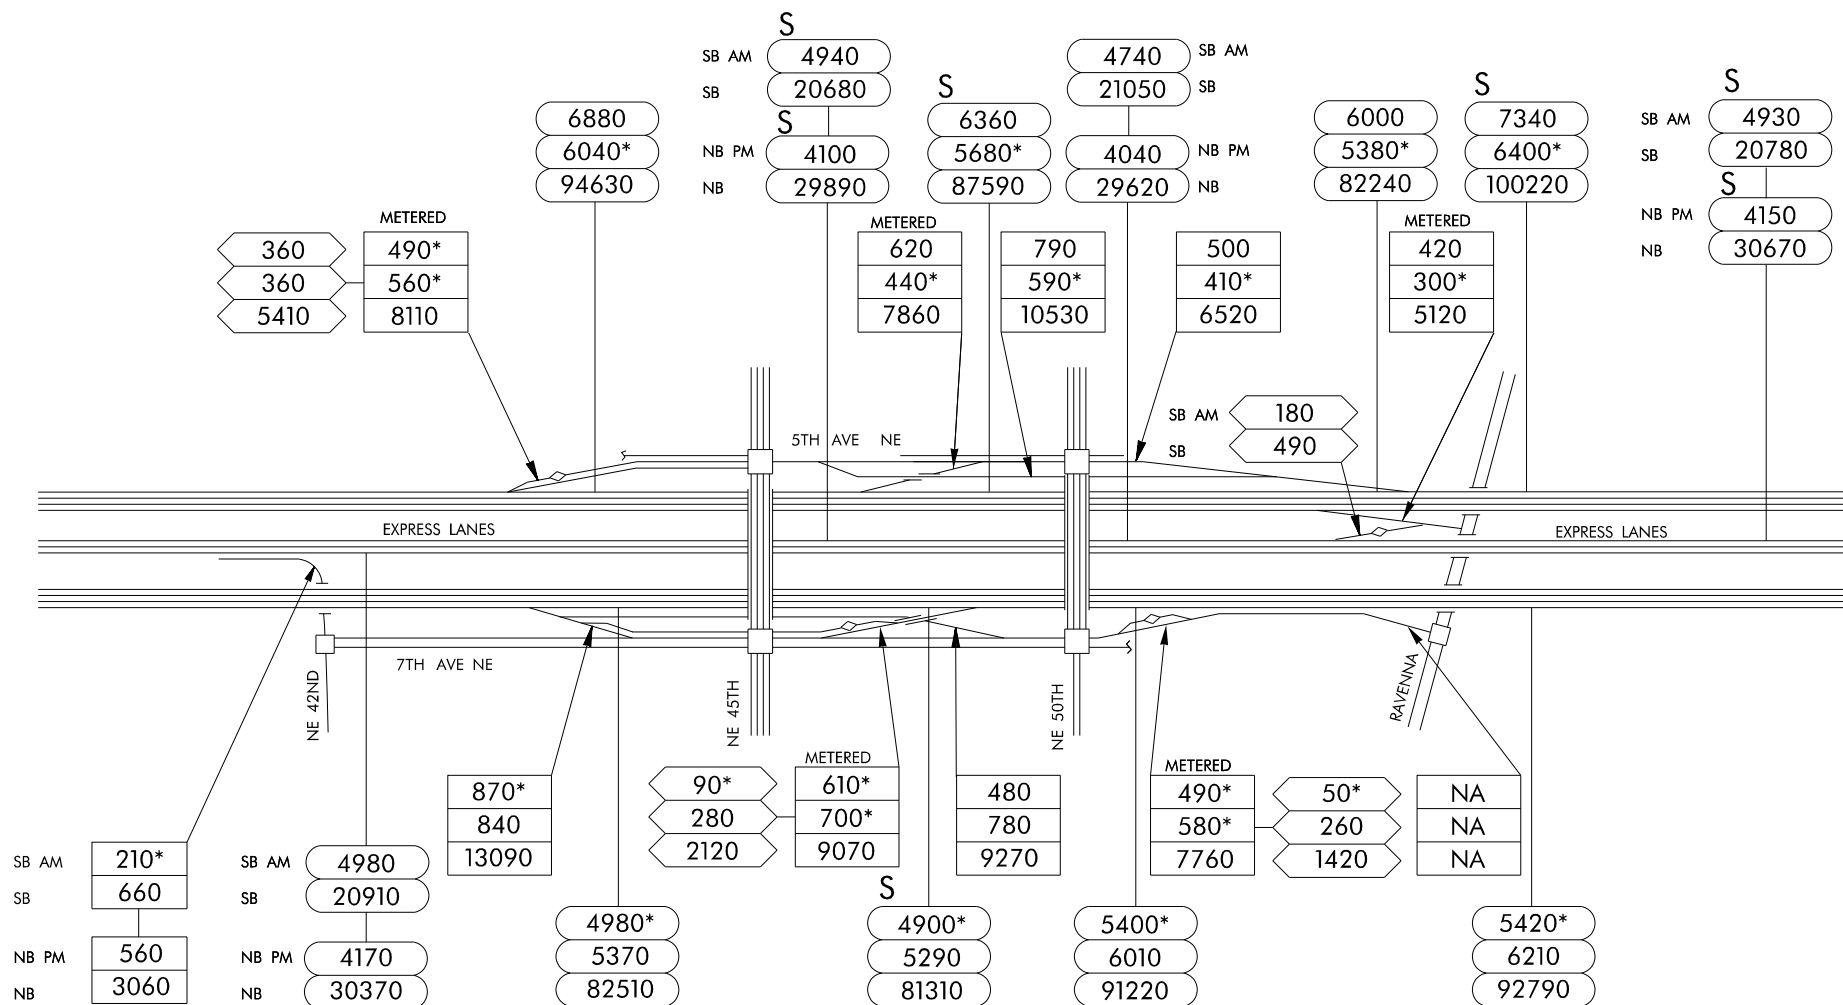 S
SB AM 4940
SB 20680
S
NB PM 4100
NB 29890
4740 SB AM
21050 SB
4040 NB PM
29620 NB
6880
6040*
94630
S
6360
5680*
87590
6000
5380*
82240
S
7340
6400*
100220
S
SB AM 4930
SB 20780
S
NB PM 4150
NB 30670
METERED
360 490*
360 560*
5410 8110
METERED
620
440*
7860
790
590*
10530
500
410*
6520
METERED
420
300*
5120
SB AM 180
SB 490
5TH AVE NE
EXPRESS LANES
EXPRESS LANES
7TH AVE NE
NE 42ND
NE 45TH
NE 50TH
RAVENNA
SB AM 210*
SB 660
NB PM 560
NB 3060
SB AM 4980
SB 20910
NB PM 4170
NB 30370
870*
840
13090
METERED
90* 610*
280 700*
2120 9070
480
780
9270
METERED
490* 50*
580* 260
7760 1420
NA
NA
NA
4980*
5370
82510
S
4900*
5290
81310
5400*
6010
91220
5420*
6210
92790